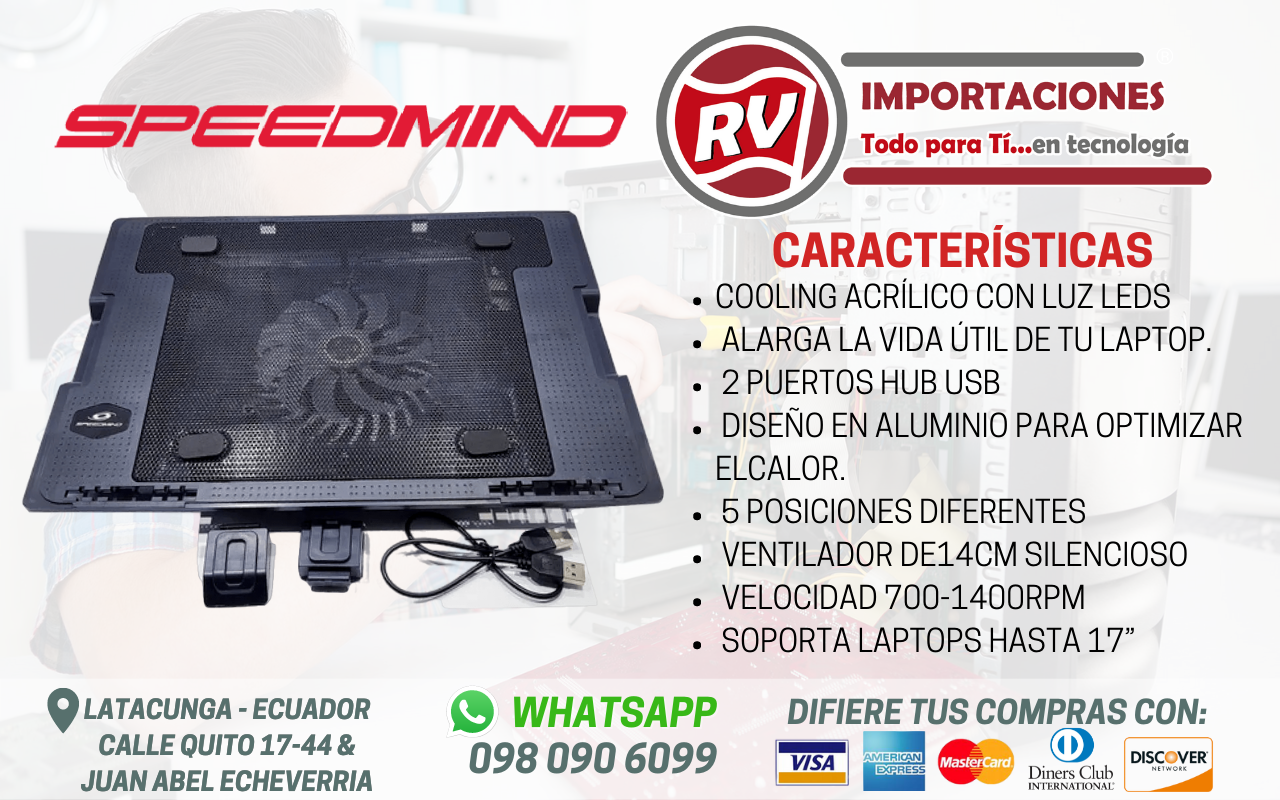 SPEEDMIND
RV
IMPORTACIONES
Todo para Tí...en tecnología
CARACTERÍSTICAS
• COOLING ACRÍLICO CON LUZ LEDS
• ALARGA LA VIDA ÚTIL DE TU LAPTOP.
• 2 PUERTOS HUB USB
• DISEÑO EN ALUMINIO PARA OPTIMIZAR
ELCALOR.
• 5 POSICIONES DIFERENTES
• VENTILADOR DE14CM SILENCIOSO
• VELOCIDAD 700-1400RPM
• SOPORTA LAPTOPS HASTA 17”
SPEEDMIND
LATACUNGA - ECUADOR
CALLE QUITO 17-44 &
JUAN ABEL ECHEVERRIA
WHATSAPP
098 090 6099
DIFIERE TUS COMPRAS CON:
VISA
AMERICAN
EXPRESS
MasterCard
Diners Club
INTERNATIONAL
DISCOVER
NETWORK